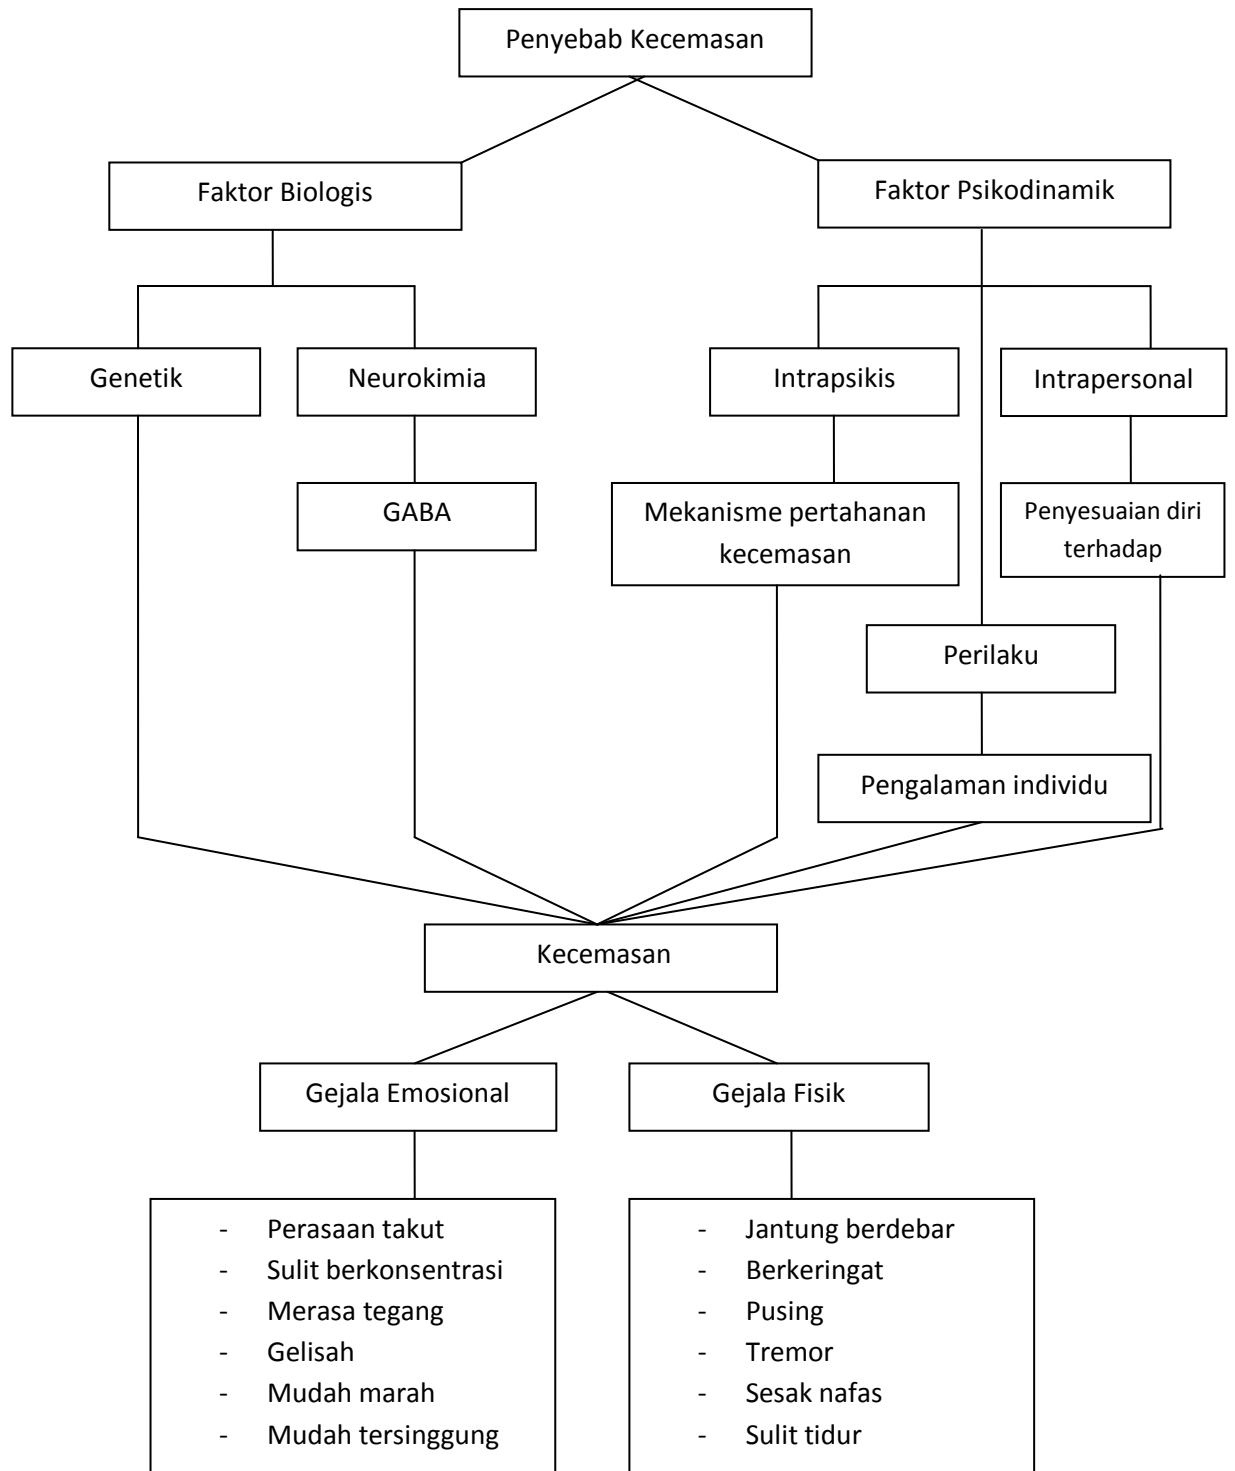 Penyebab Kecemasan
Faktor Biologis
Faktor Psikodinamik
Genetik
Neurokimia
Intrapsikis
Intrapersonal
GABA
Mekanisme pertahanan
kecemasan
Penyesuaian diri
terhadap
Perilaku
Pengalaman individu
Kecemasan
Gejala Emosional
Gejala Fisik
- Perasaan takut
- Sulit berkonsentrasi
- Merasa tegang
- Gelisah
- Mudah marah
- Mudah tersinggung
- Jantung berdebar
- Berkeringat
- Pusing
- Tremor
- Sesak nafas
- Sulit tidur